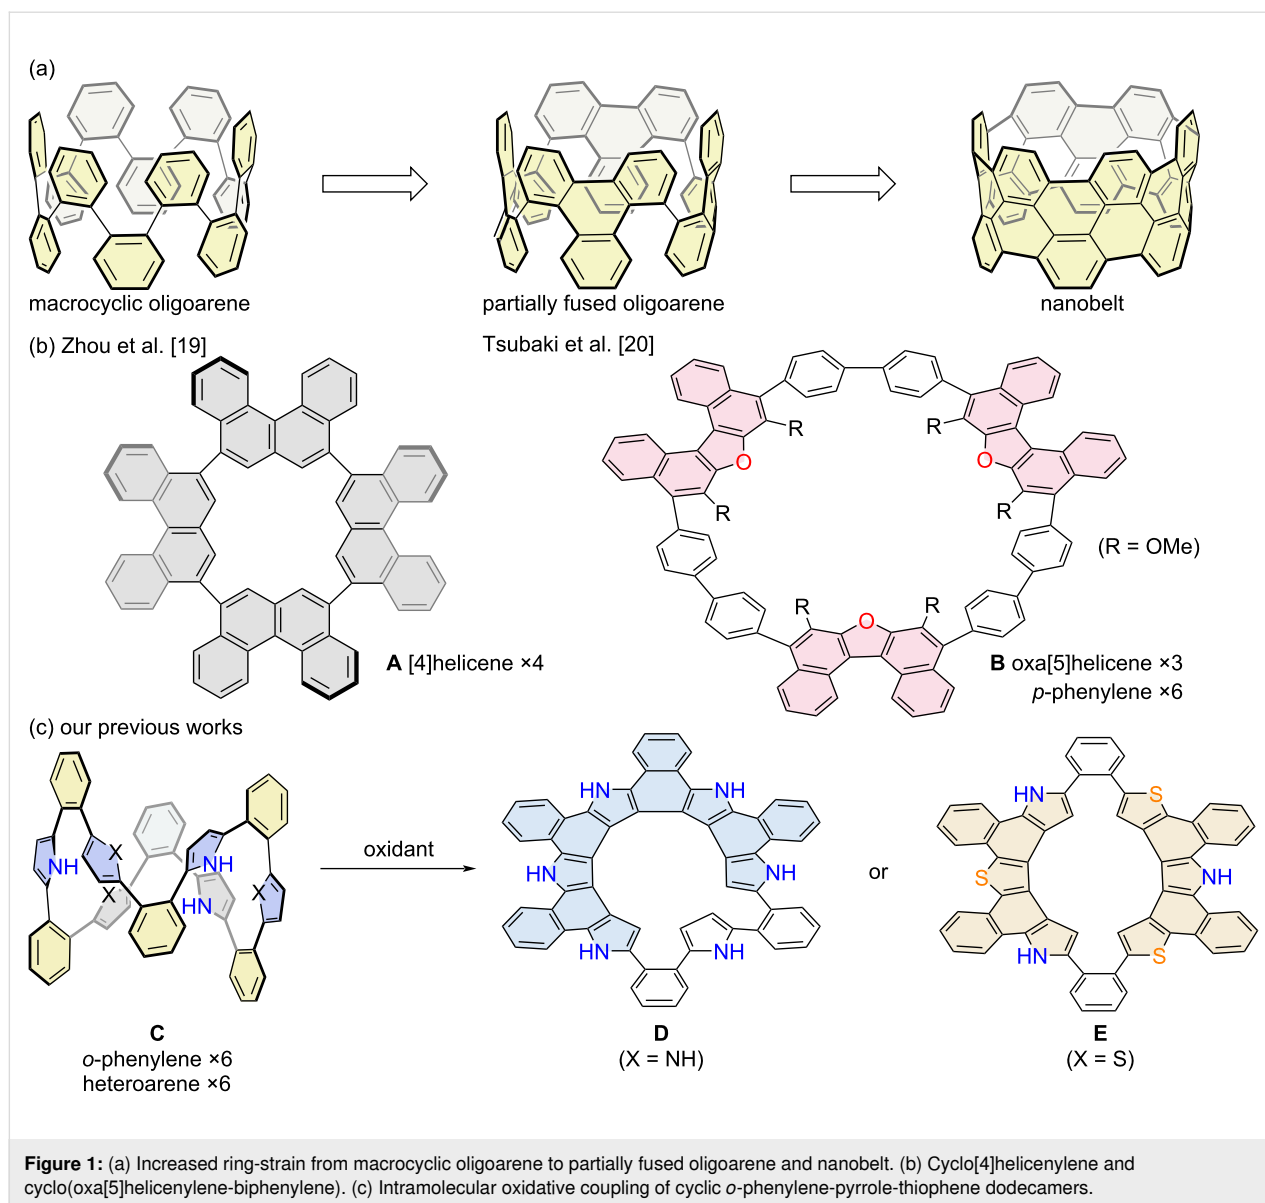 (a)
macrocyclic oligoarene
partially fused oligoarene
nanobelt
(b) Zhou et al. [19]
Tsubaki et al. [20]
R
R
O
O
R
R
(R = OMe)
R
R
O
A [4]helicene ×4
B oxa[5]helicene ×3
p-phenylene ×6
(c) our previous works
NH
X
X
NH
HN
X
oxidant
HN
NH
HN
NH
HN
NH
or
HN
S
S
NH
HN
S
C
o-phenylene ×6
heteroarene ×6
D
(X = NH)
E
(X = S)
Figure 1: (a) Increased ring-strain from macrocyclic oligoarene to partially fused oligoarene and nanobelt. (b) Cyclo[4]helicenylene and
cyclo(oxa[5]helicenylene-biphenylene). (c) Intramolecular oxidative coupling of cyclic o-phenylene-pyrrole-thiophene dodecamers.